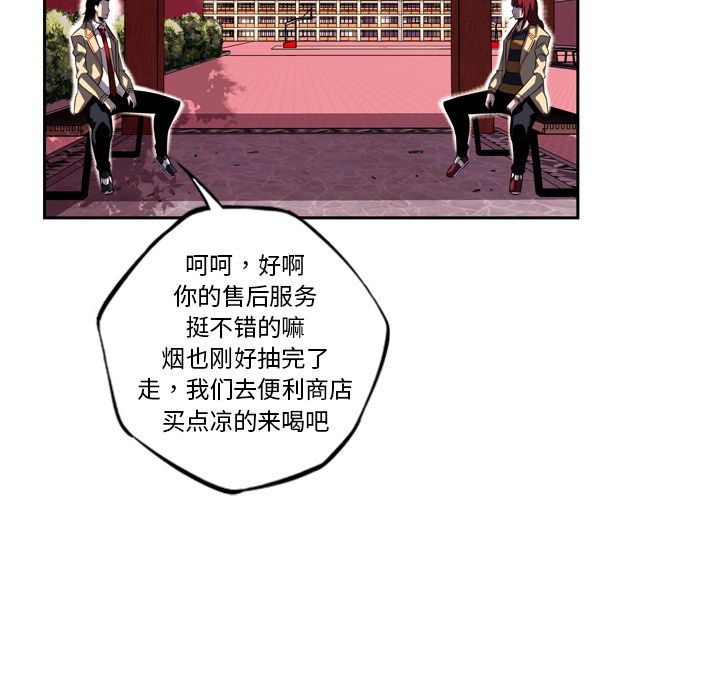 呵呵，好啊
你的售后服务
挺不错的嘛
烟也刚好抽完了
走，我们去便利商店
买点凉的来喝吧